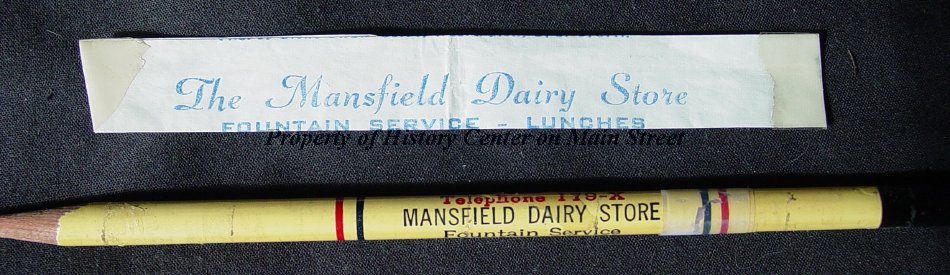 The Mansfield Dairy Store
FOUNTAIN SERVICE - LUNCHES
Property of History Center on Main Street
Telephone 179-X
MANSFIELD DAIRY STORE
Fountain Service